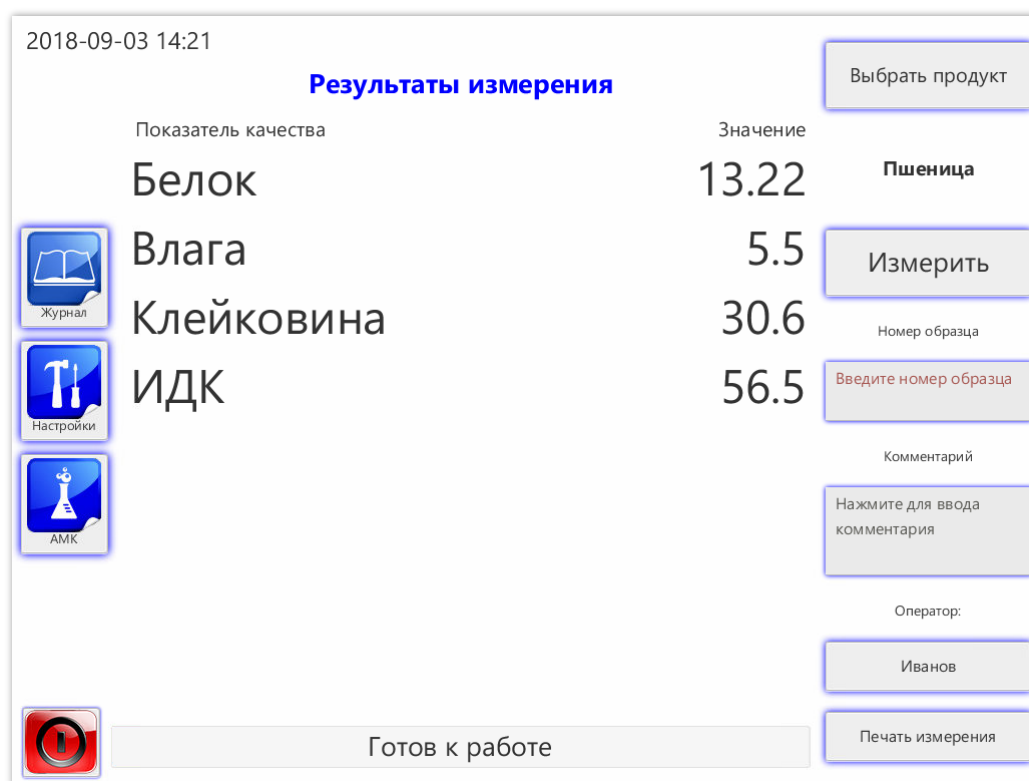 2018-09-03 14:21
Результаты измерения
Показатель качества Значение
Белок 13.22
Влага 5.5
Клейковина 30.6
ИДК 56.5
Журнал
Настройки
АМК
Готов к работе
Выбрать продукт
Пшеница
Измерить
Номер образца
Введите номер образца
Комментарий
Нажмите для ввода
комментария
Оператор:
Иванов
Печать измерения